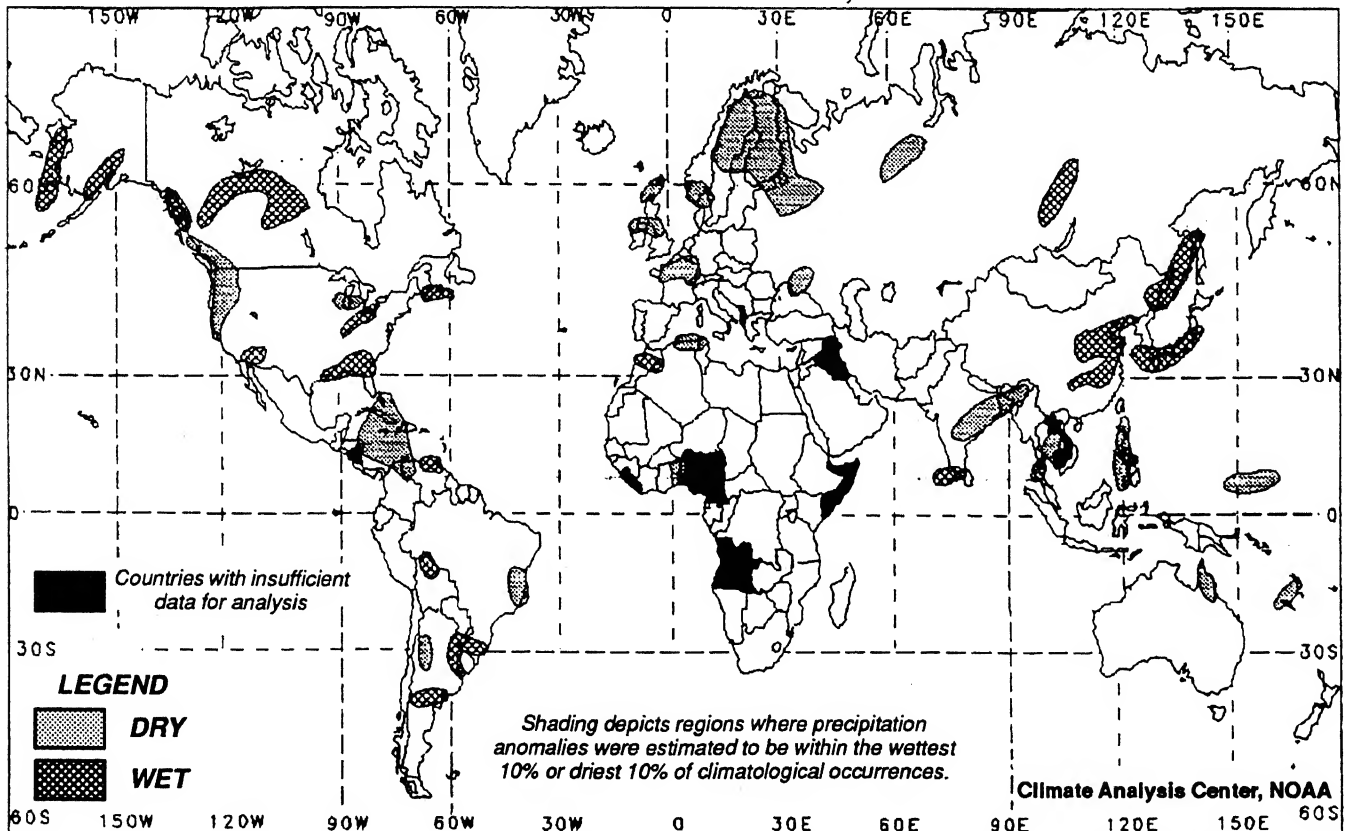 150W 120W 90W 60W 30W 0 30E 60E 90E 120E 150E
60N 60N
30N 30N
0 0
Countries with insufficient
data for analysis
30S 30S
LEGEND
DRY
WET
Shading depicts regions where precipitation
anomalies were estimated to be within the wettest
10% or driest 10% of climatological occurrences.
Climate Analysis Center, NOAA
60S 150W 120W 90W 60W 30W 0 30E 60E 90E 120E 150E 60S